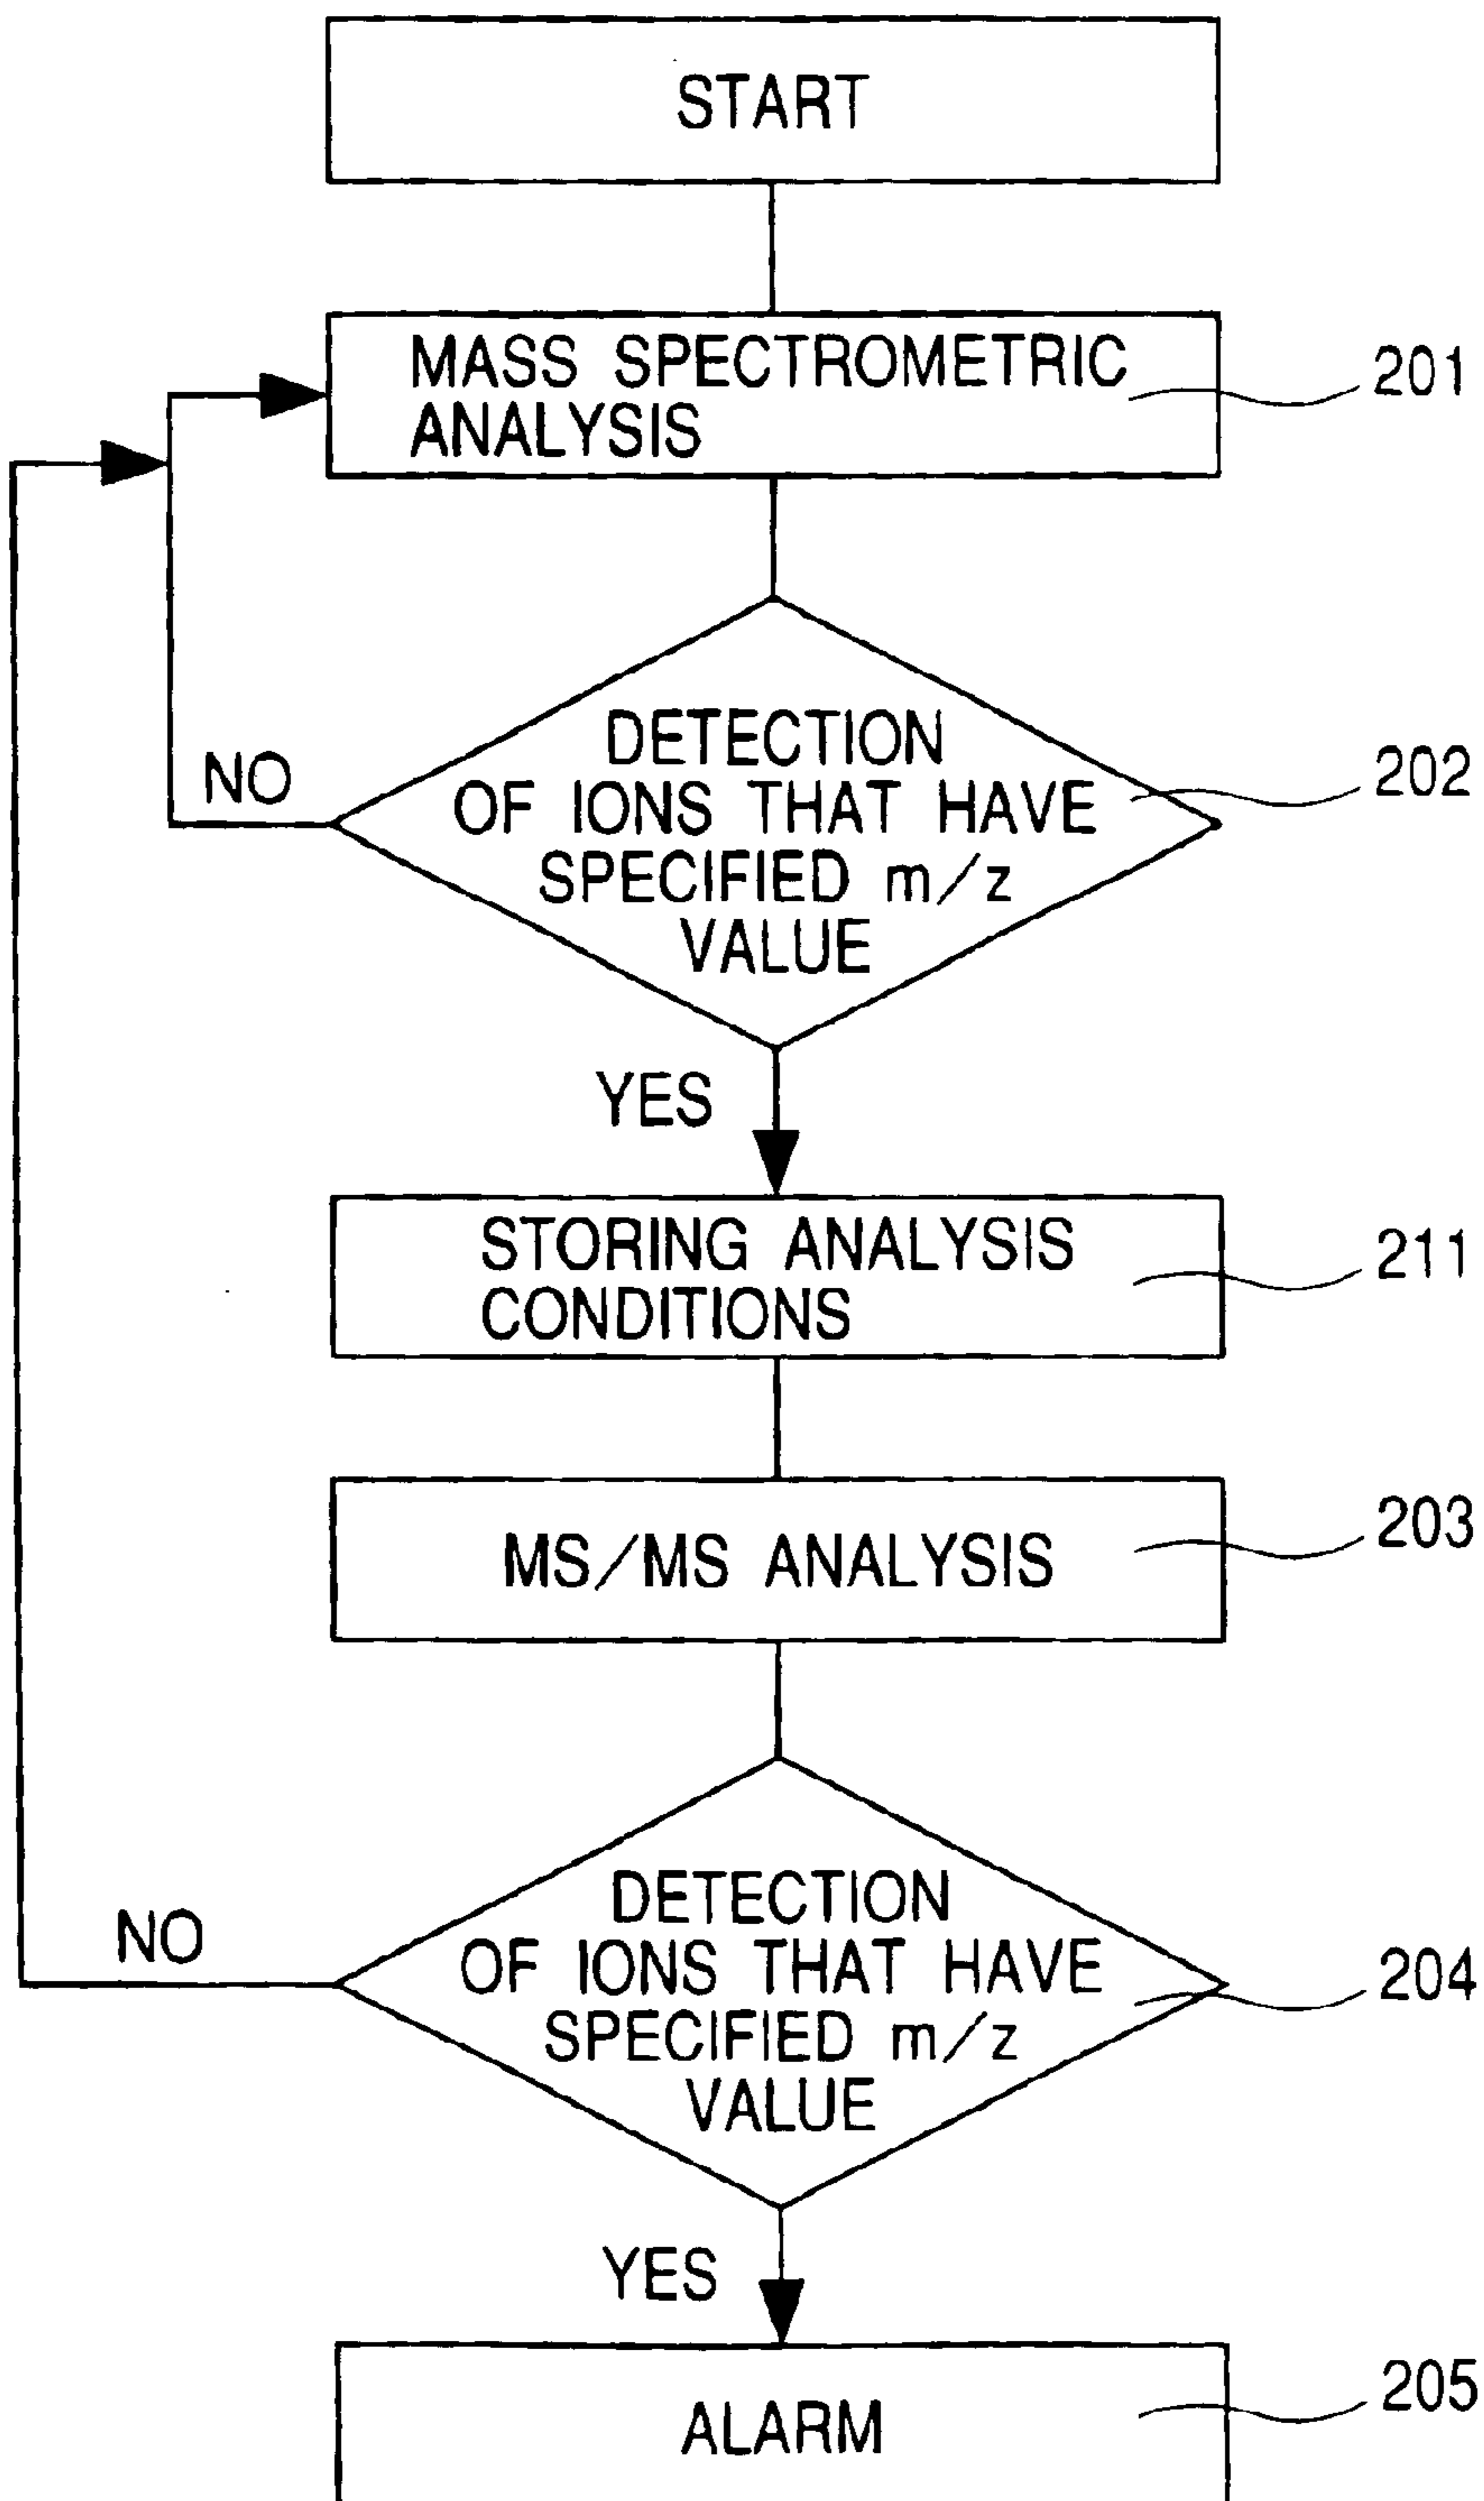 START
MASS SPECTROMETRIC
ANALYSIS
201
DETECTION
OF IONS THAT HAVE
SPECIFIED m/z
VALUE
202
NO
YES
STORING ANALYSIS
CONDITIONS
211
MS/MS ANALYSIS
203
DETECTION
OF IONS THAT HAVE
SPECIFIED m/z
VALUE
204
NO
YES
ALARM
205